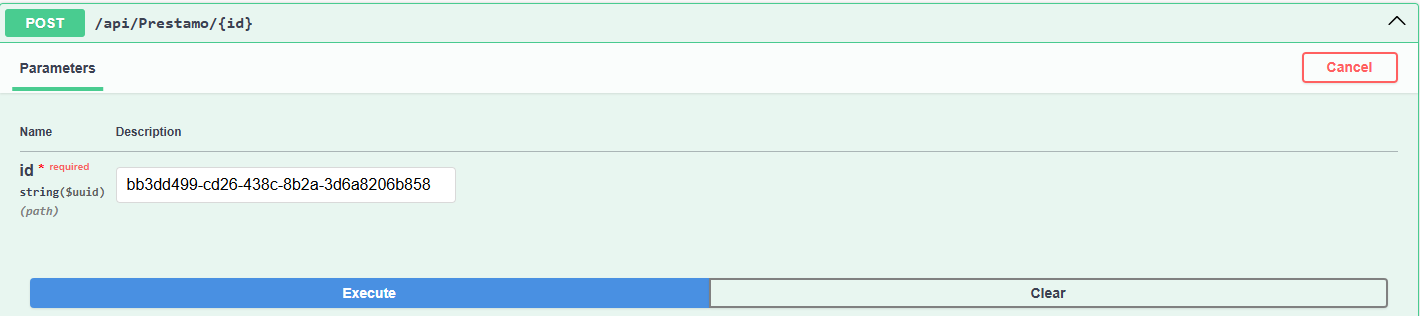 POST /api/Prestamo/{id}
Parameters
Cancel
Name Description
id * required
string($uuid)
(path)
bb3dd499-cd26-438c-8b2a-3d6a8206b858
Execute Clear